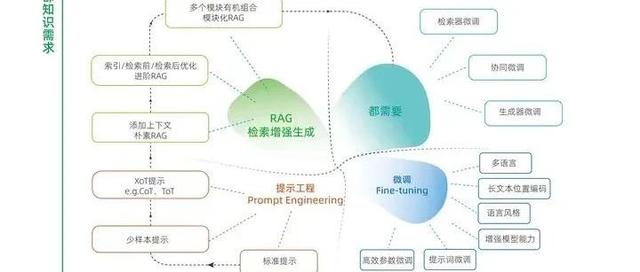 部知识需求
多个模块有机组合
模块化RAG
检索器微调
索引/检索前/检索后优化
进阶RAG
协同微调
都需要
RAG
检索增强生成
生成器微调
添加上下文
朴素RAG
多语言
XoT提示
e.g.CoT、ToT
提示工程
Prompt Engineering
微调
Fine-tuning
长文本位置编码
语言风格
少样本提示
增强模型能力
标准提示
高效参数微调
提示词微调